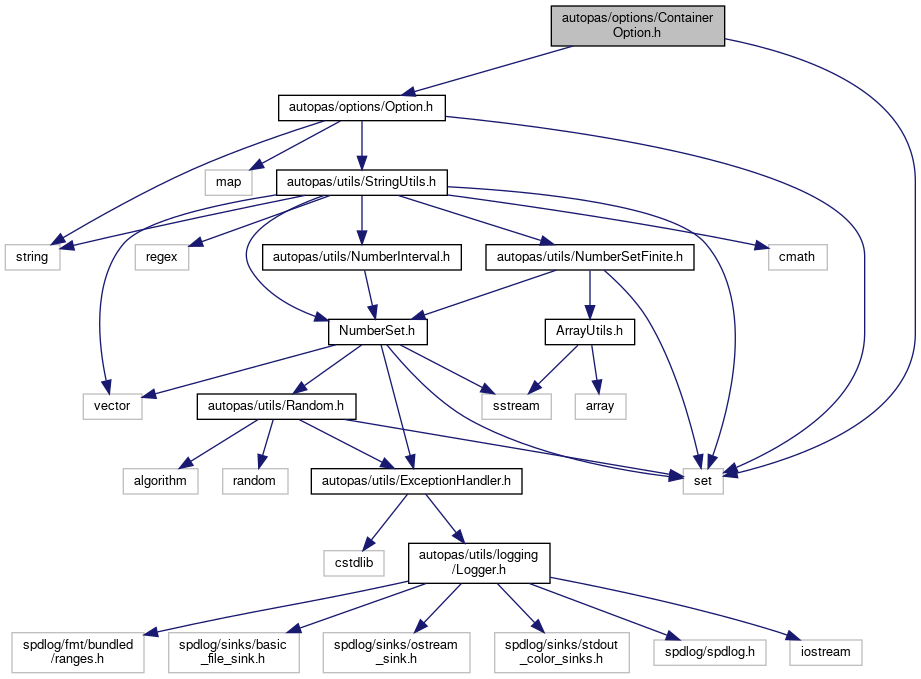 autopas/options/Container
Option.h
autopas/options/Option.h
map
autopas/utils/StringUtils.h
string
regex
autopas/utils/NumberInterval.h
autopas/utils/NumberSetFinite.h
cmath
NumberSet.h
ArrayUtils.h
vector
autopas/utils/Random.h
sstream
array
algorithm
random
autopas/utils/ExceptionHandler.h
set
cstdlib
autopas/utils/logging
/Logger.h
spdlog/fmt/bundled
/ranges.h
spdlog/sinks/basic
_file_sink.h
spdlog/sinks/ostream
_sink.h
spdlog/sinks/stdout
_color_sinks.h
spdlog/spdlog.h
iostream